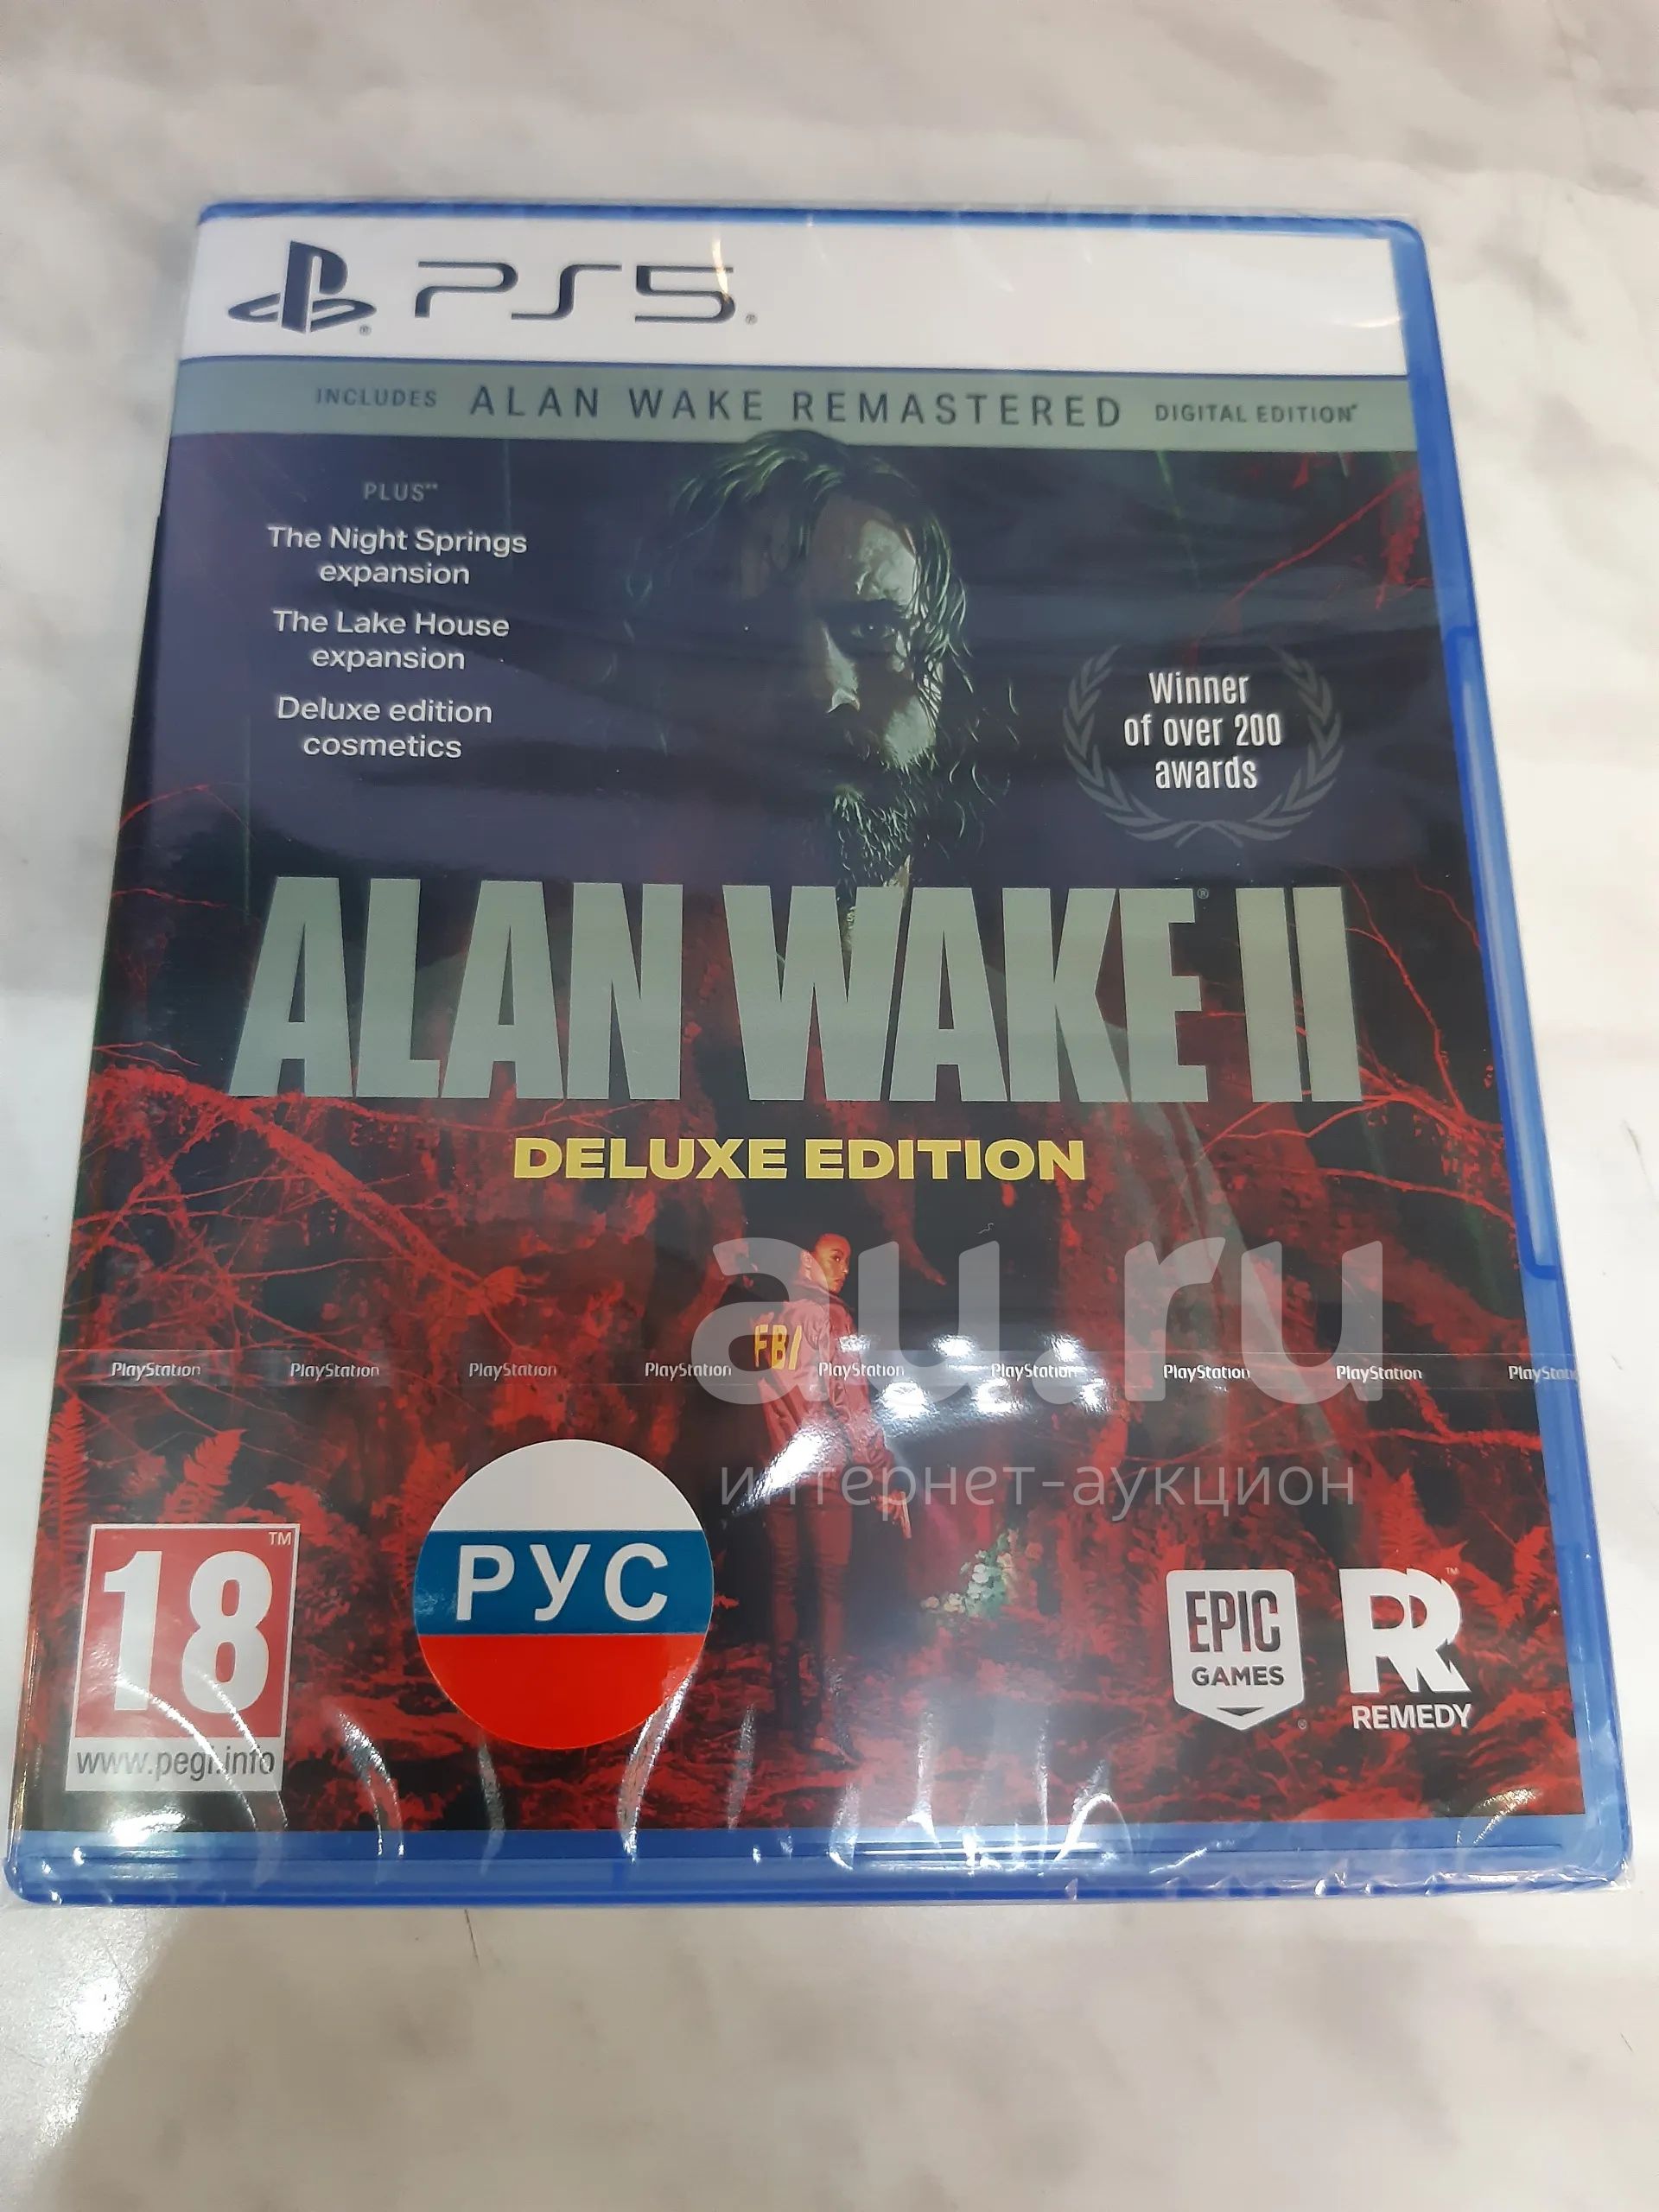 PS5
INCLUDES ALAN WAKE REMASTERED DIGITAL EDITION*
PLUS**
The Night Springs
expansion
The Lake House
expansion
Deluxe edition
cosmetics
Winner
of over 200
awards
ALAN WAKE® II
DELUXE EDITION
au.ru
FBI
PlayStation PlayStation PlayStation PlayStation PlayStation PlayStation PlayStation PlayStation PlayStation
интернет-аукцион
18™
www.pegi.info
РУС
EPIC
GAMES
REMEDY